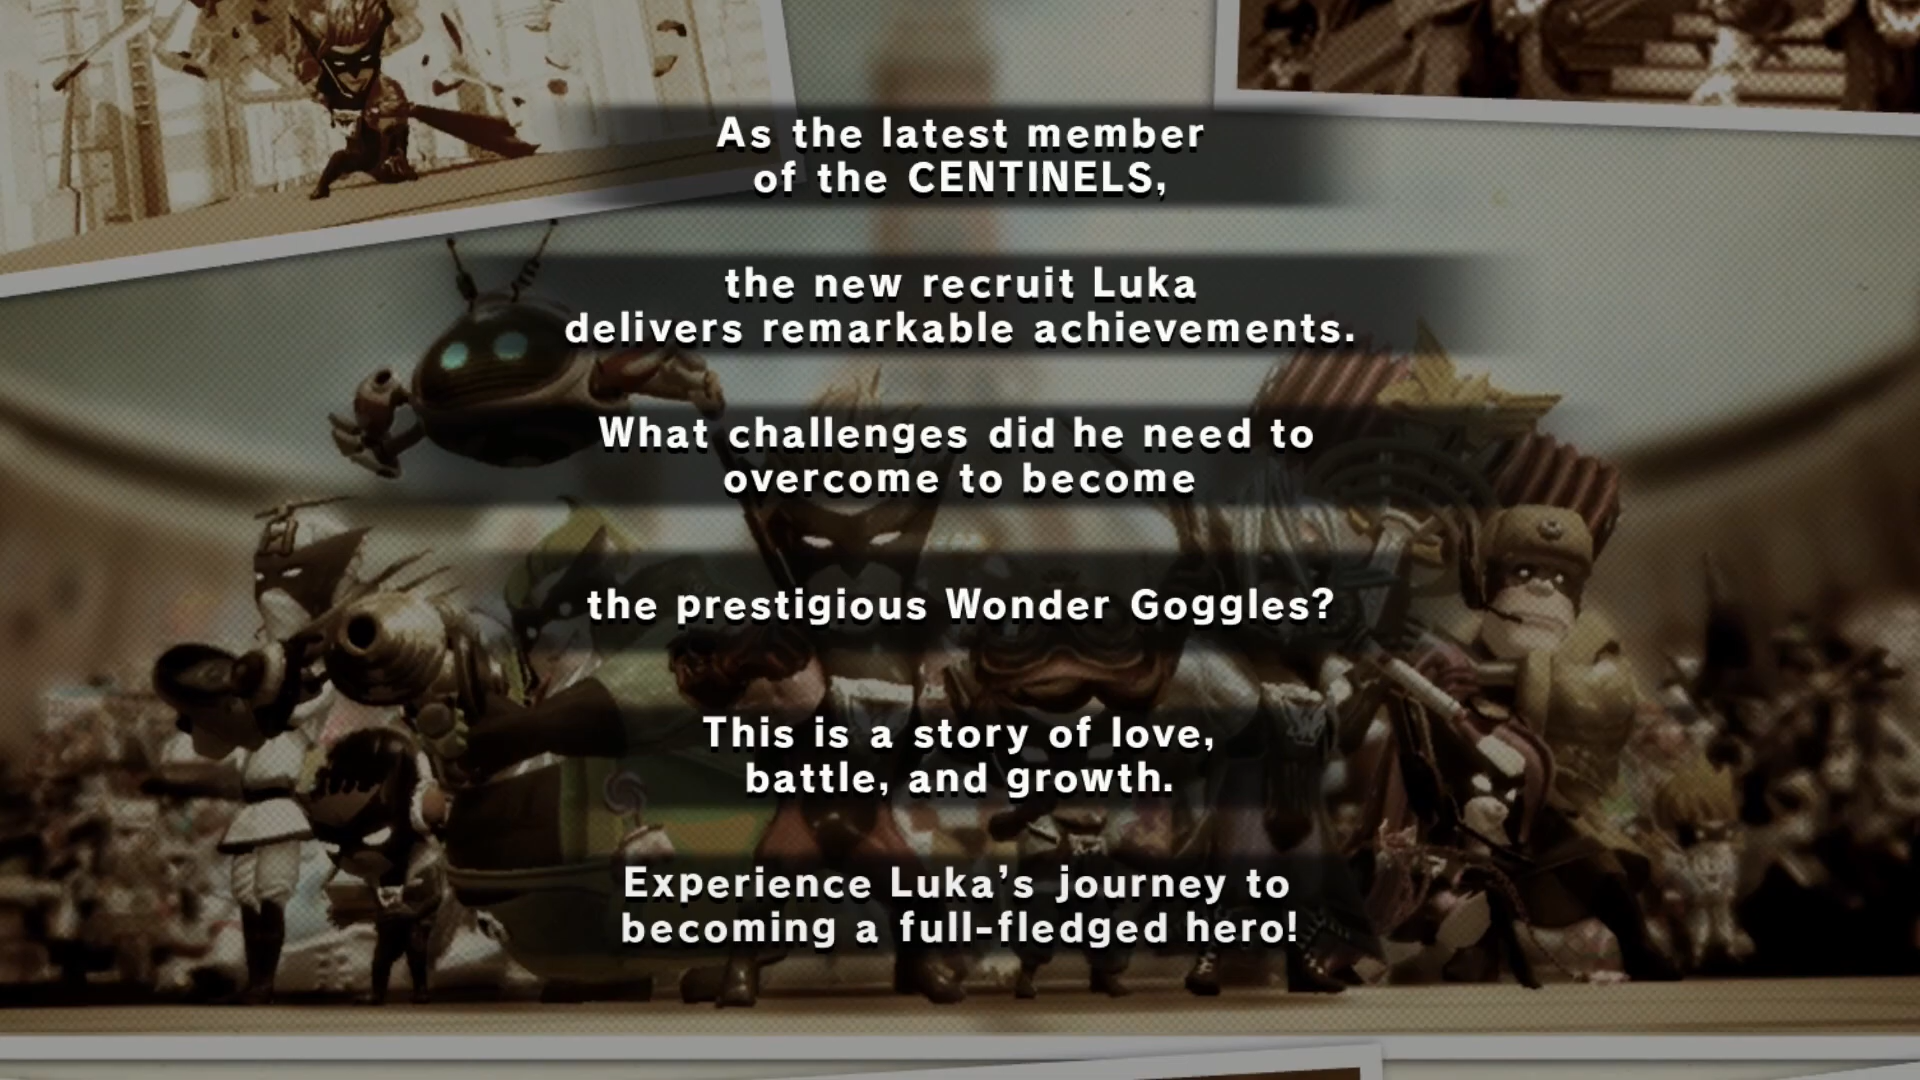 As the latest member
of the CENTINELS,
the new recruit Luka
delivers remarkable achievements.
What challenges did he need to
overcome to become
the prestigious Wonder Goggles?
This is a story of love,
battle, and growth.
Experience Luka's journey to
becoming a full-fledged hero!